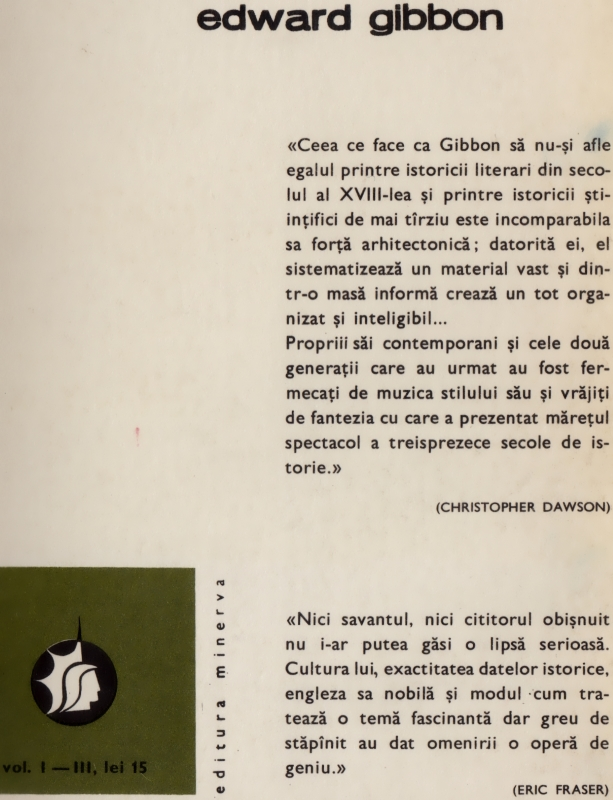 edward gibbon
«Ceea ce face ca Gibbon să nu-și afle
egalul printre istoricii literari din seco-
lul al XVIII-lea și printre istoricii ști-
ințifici de mai tîrziu este incomparabila
sa forță arhitectonică; datorită ei, el
sistematizează un material vast și din-
tr-o masă informă crează un tot orga-
nizat și inteligibil...
Propriii săi contemporani și cele două
generații care au urmat au fost fer-
mecați de muzica stilului său și vrăjiți
de fantezia cu care a prezentat mărețul
spectacol a treisprezece secole de is-
torie.»
(CHRISTOPHER DAWSON)
«Nici savantul, nici cititorul obișnuit
nu i-ar putea găsi o lipsă serioasă.
Cultura lui, exactitatea datelor istorice,
engleza sa nobilă și modul cum tra-
tează o temă fascinantă dar greu de
stăpînit au dat omenirii o operă de
geniu.»
(ERIC FRASER)
editura minerva
vol. I — III, lei 15